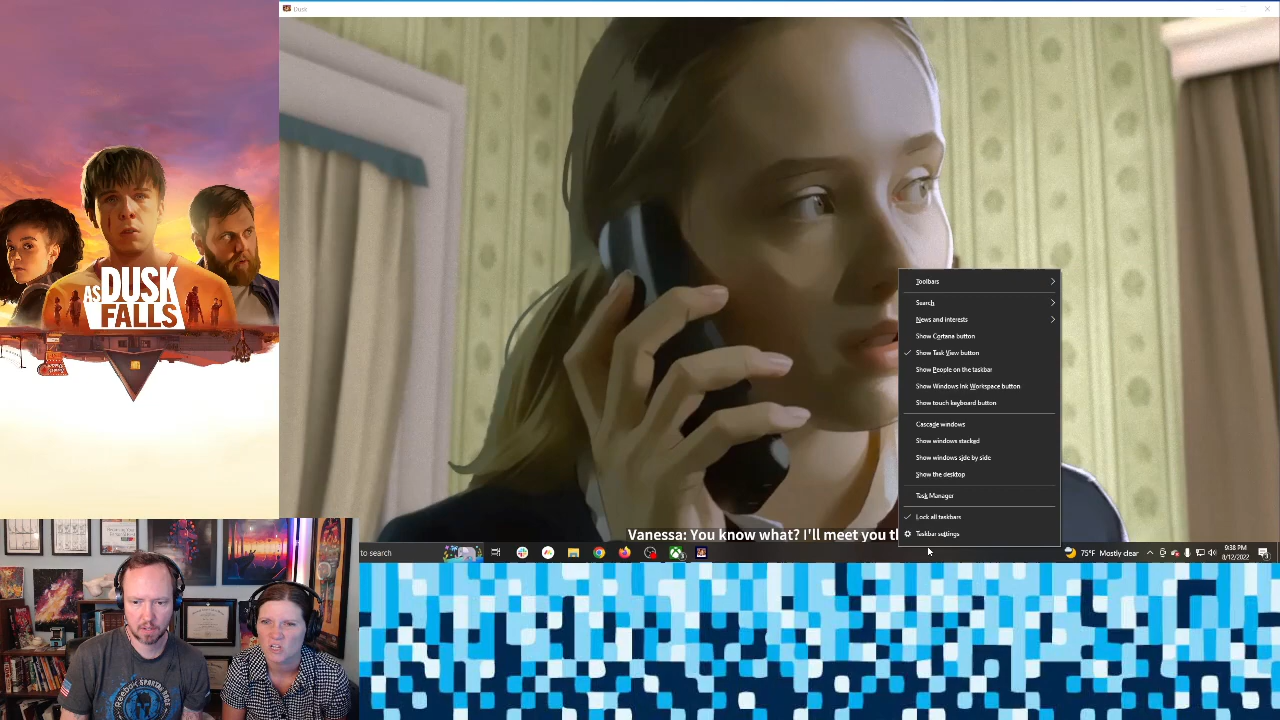 Dusk
AS DUSK
FALLS
Toolbars
Search
News and interests
Show Cortana button
Show Task View button
Show People on the taskbar
Show Windows Ink Workspace button
Show touch keyboard button
Cascade windows
Show windows stacked
Show windows side by side
Show the desktop
Task Manager
Lock all taskbars
Taskbar settings
Vanessa: You know what? I'll meet you th
to search
75°F Mostly clear
9:38 PM
8/12/2022